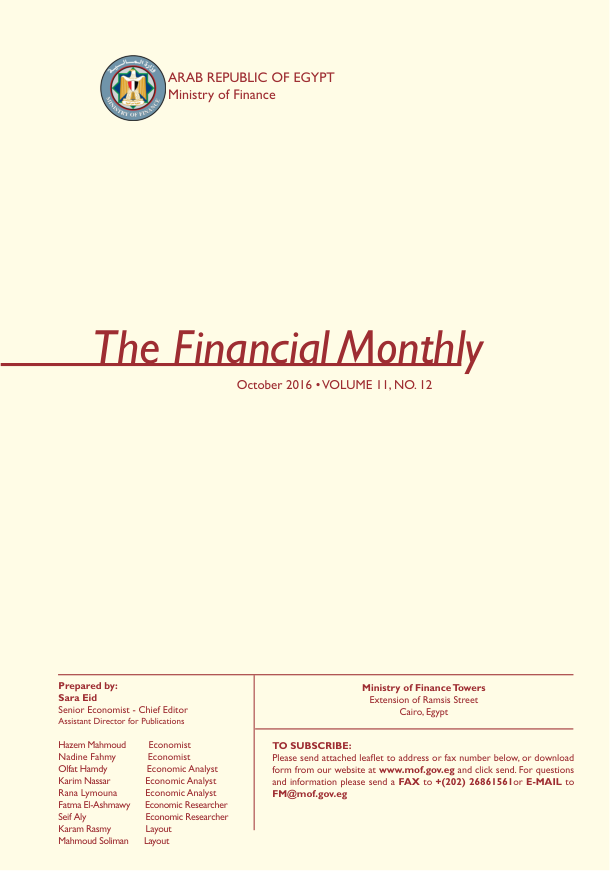 وزارة المالية
MINISTRY OF FINANCE
ARAB REPUBLIC OF EGYPT
Ministry of Finance
The Financial Monthly
October 2016 • VOLUME 11, NO. 12
Prepared by:
Sara Eid
Senior Economist - Chief Editor
Assistant Director for Publications
Hazem Mahmoud Economist
Nadine Fahmy Economist
Olfat Hamdy Economic Analyst
Karim Nassar Economic Analyst
Rana Lymouna Economic Analyst
Fatma El-Ashmawy Economic Researcher
Seif Aly Economic Researcher
Karam Rasmy Layout
Mahmoud Soliman Layout
Ministry of Finance Towers
Extension of Ramsis Street
Cairo, Egypt
TO SUBSCRIBE:
Please send attached leaflet to address or fax number below, or download
form from our website at www.mof.gov.eg and click send. For questions
and information please send a FAX to +(202) 26861561or E-MAIL to
FM@mof.gov.eg